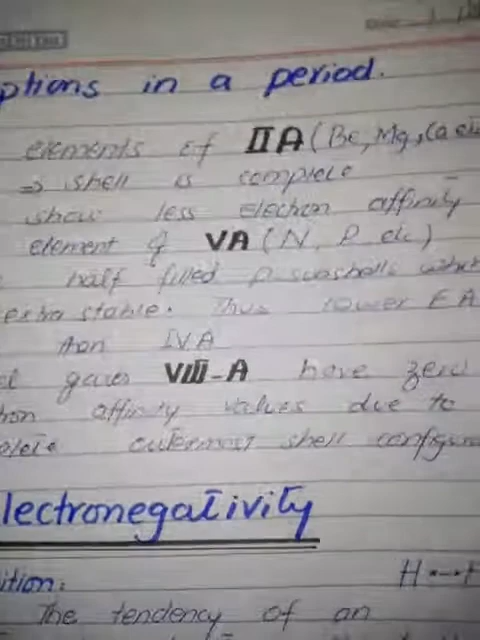 ptions in a period.
elements of IIA (Be, Mg, Ca etc
⇒ shell is complete
show less electron affinity
element of VA (N, P etc)
half filled p subshells which
extra stable. Thus lower EA
than IVA
gases VIII-A have zero
affinity values due to
outermost shell configura
lectronegativity
ition: H
The tendency of an